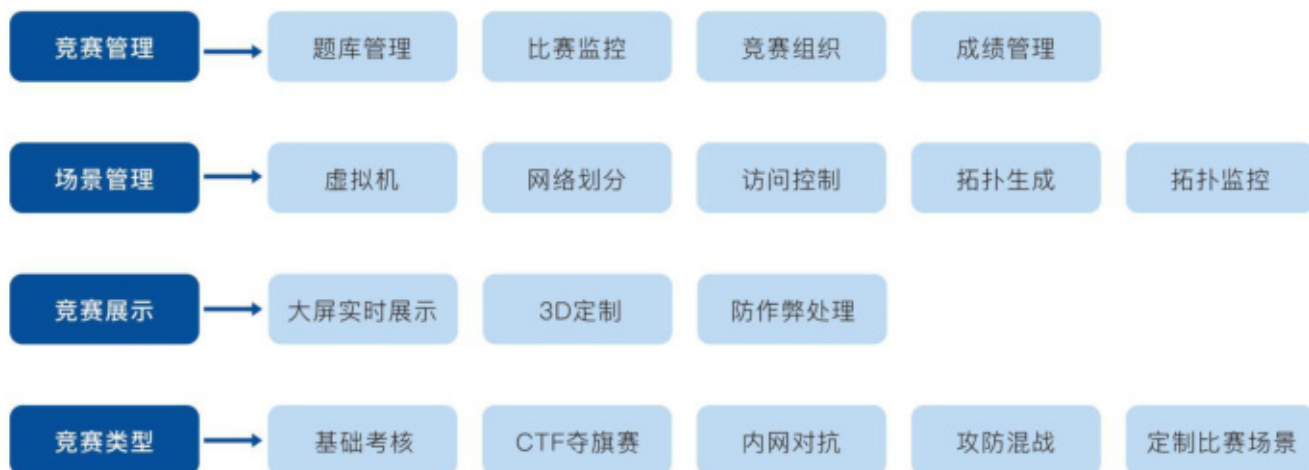 竞赛管理 题库管理 比赛监控 竞赛组织 成绩管理
场景管理 虚拟机 网络划分 访问控制 拓扑生成 拓扑监控
竞赛展示 大屏实时展示 3D定制 防作弊处理
竞赛类型 基础考核 CTF夺旗赛 内网对抗 攻防混战 定制比赛场景